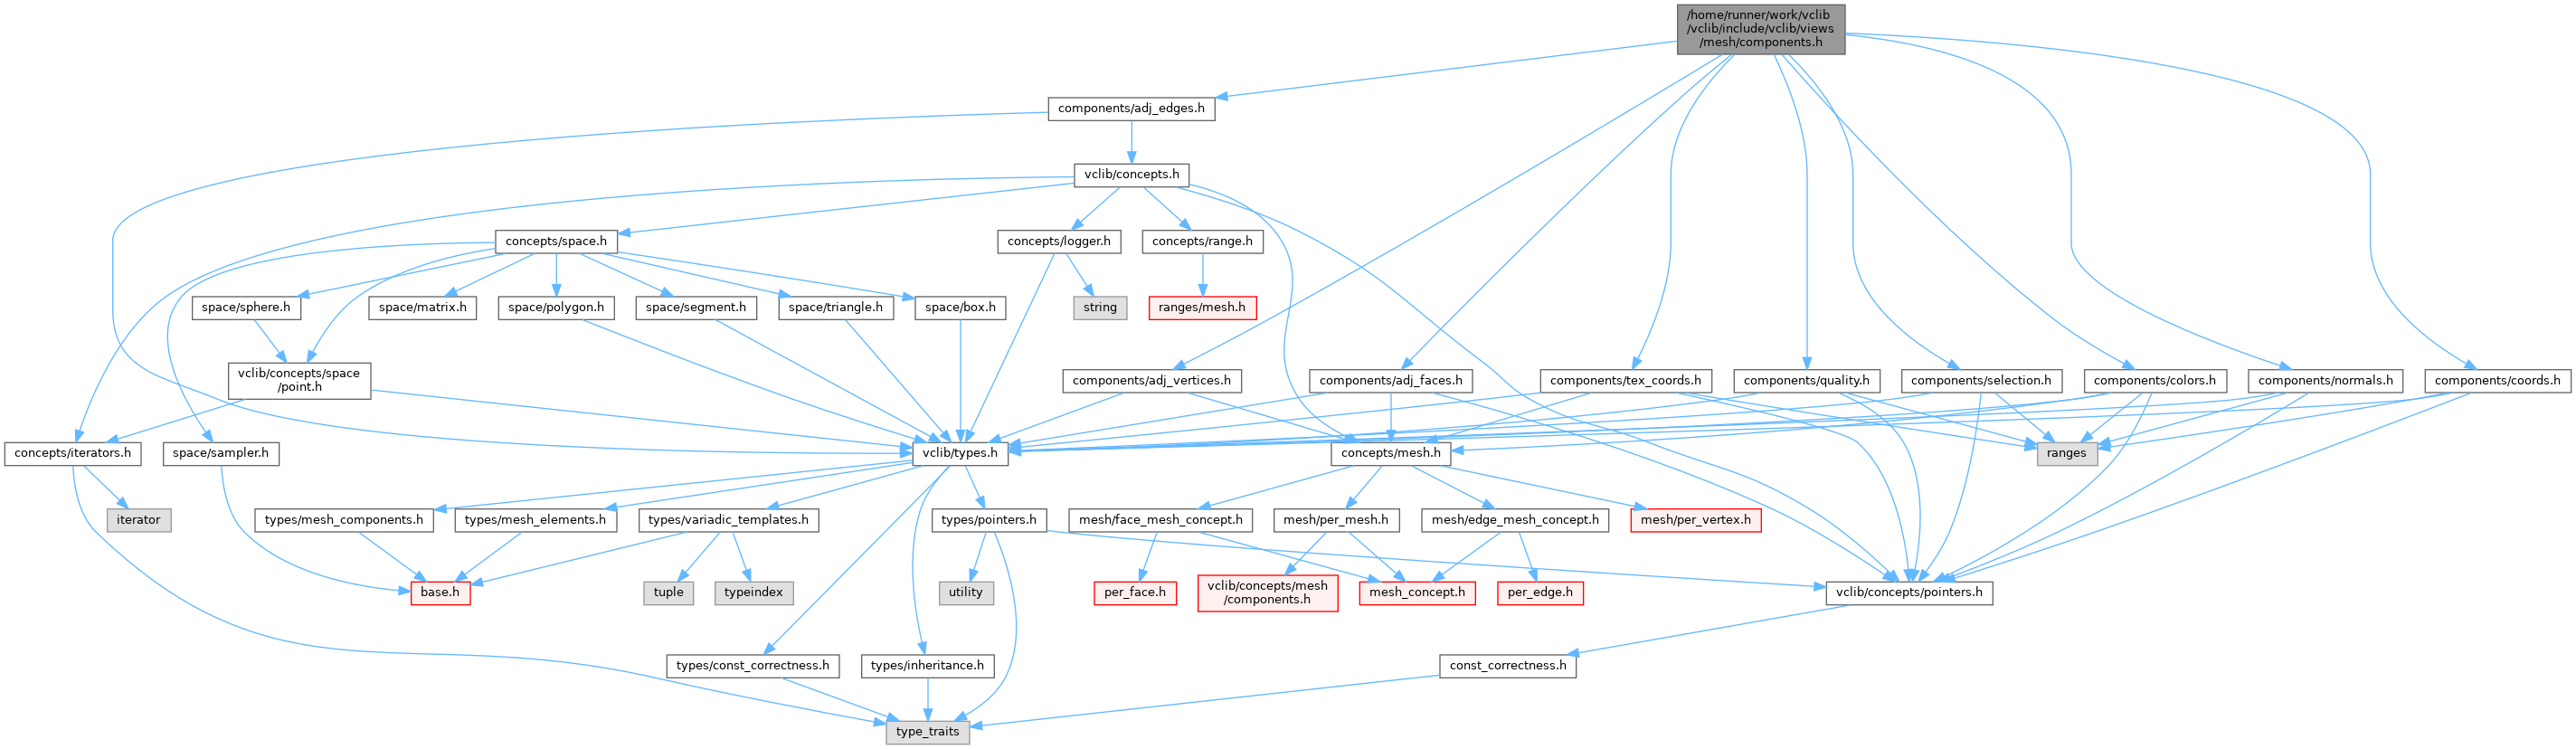 /home/runner/work/vclib
/vclib/include/vclib/views
/mesh/components.h
components/adj_edges.h
vclib/concepts.h
concepts/space.h
concepts/logger.h
concepts/range.h
space/sphere.h
space/matrix.h
space/polygon.h
space/segment.h
space/triangle.h
space/box.h
string
ranges/mesh.h
vclib/concepts/space
/point.h
components/adj_vertices.h
components/adj_faces.h
components/tex_coords.h
components/quality.h
components/selection.h
components/colors.h
components/normals.h
components/coords.h
concepts/iterators.h
space/sampler.h
vclib/types.h
concepts/mesh.h
ranges
iterator
types/mesh_components.h
types/mesh_elements.h
types/variadic_templates.h
types/pointers.h
mesh/face_mesh_concept.h
mesh/per_mesh.h
mesh/edge_mesh_concept.h
mesh/per_vertex.h
base.h
tuple
typeindex
utility
per_face.h
vclib/concepts/mesh
/components.h
mesh_concept.h
per_edge.h
vclib/concepts/pointers.h
types/const_correctness.h
types/inheritance.h
const_correctness.h
type_traits